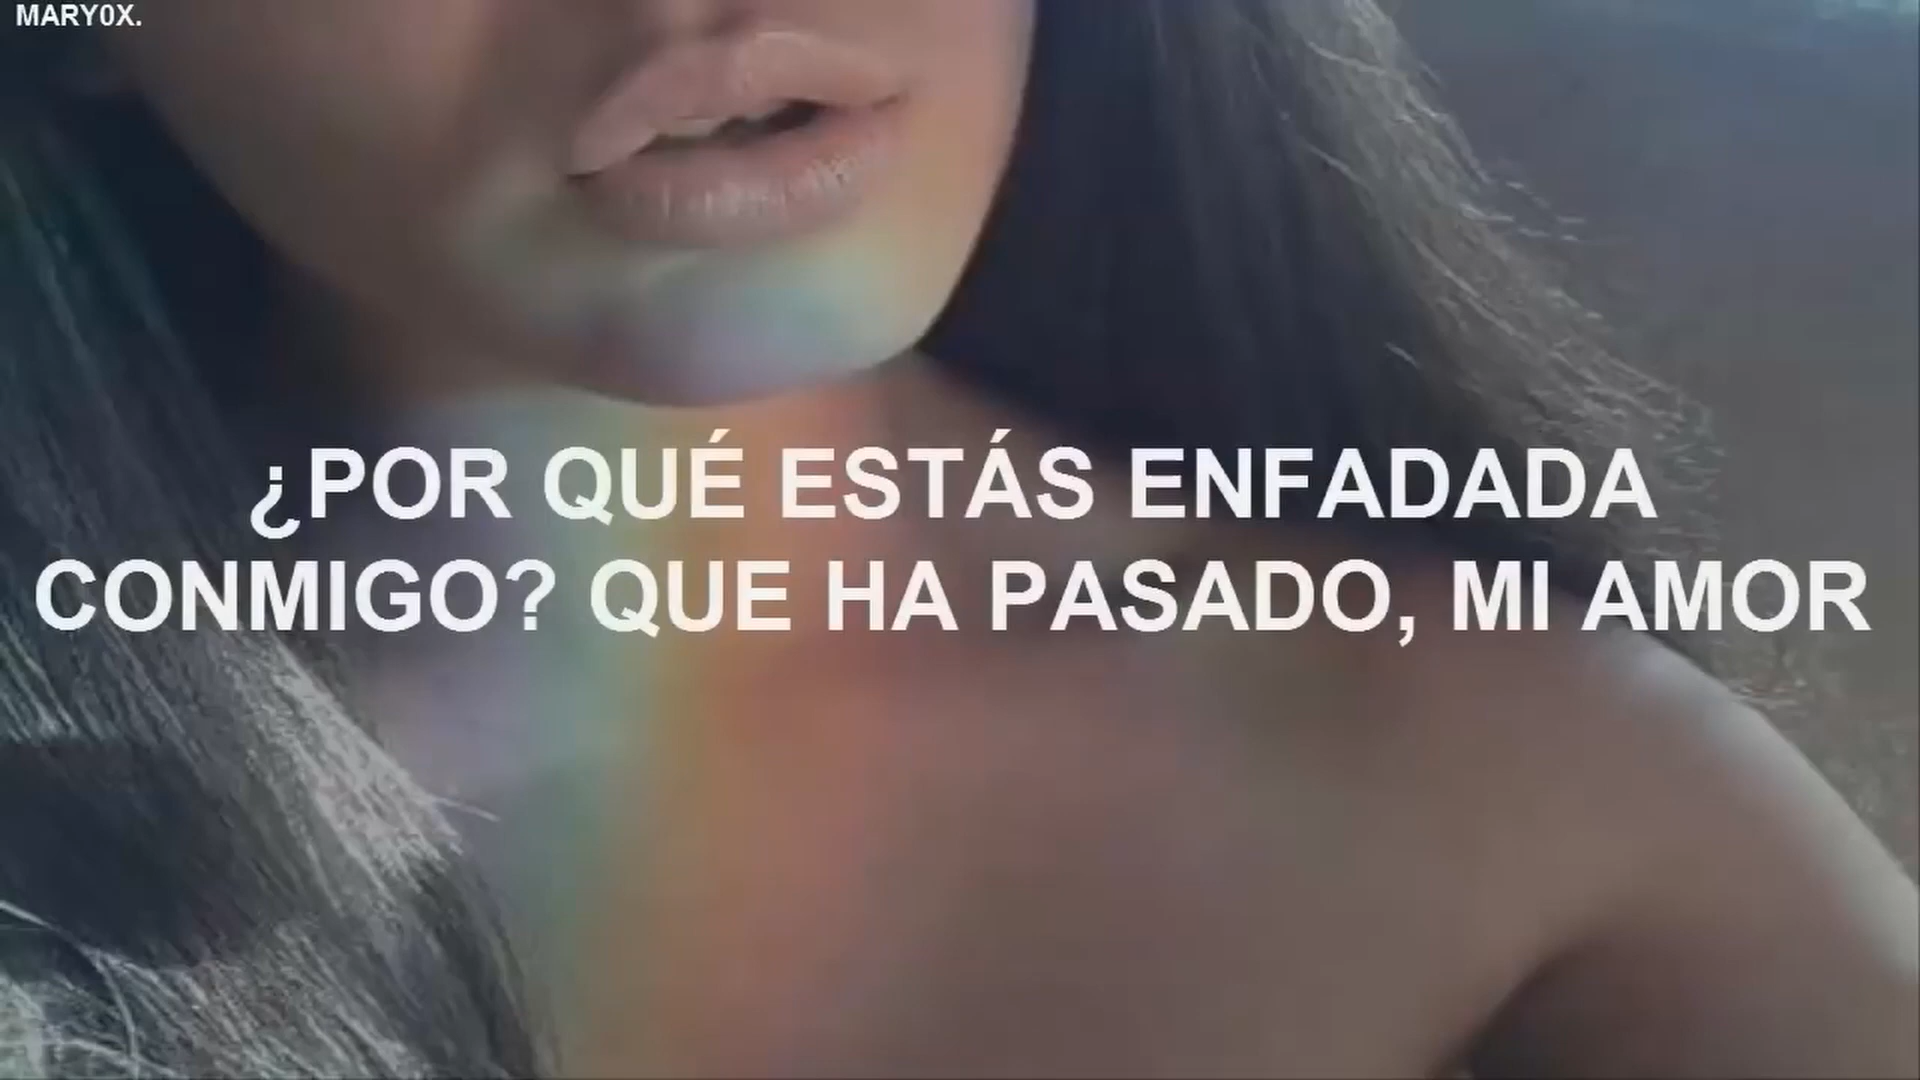 MARY0X.
¿POR QUÉ ESTÁS ENFADADA
CONMIGO? QUE HA PASADO, MI AMOR